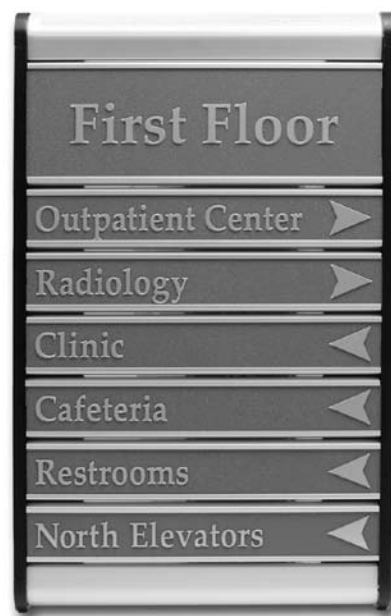 First Floor
Outpatient Center
Radiology
Clinic
Cafeteria
Restrooms
North Elevators